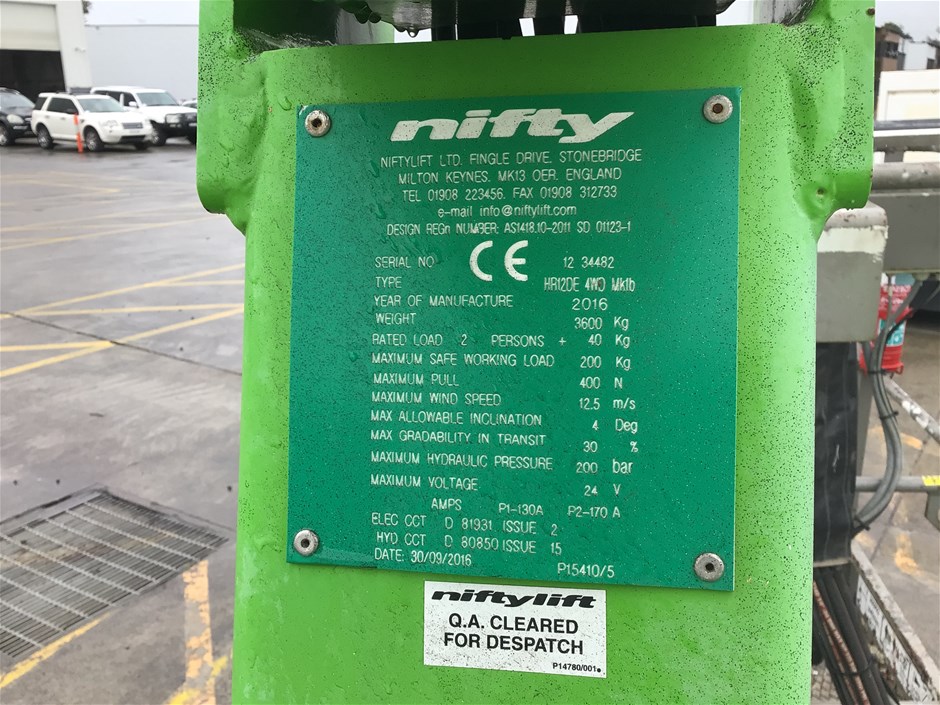 nifty
NIFTYLIFT LTD. FINGLE DRIVE. STONEBRIDGE
MILTON KEYNES. MK13 OER. ENGLAND
TEL 01908 223456. FAX 01908 312733
e-mail info@niftylift.com
DESIGN REGn NUMBER: AS1418.10-2011 SD 01123-1
SERIAL NO CE 12 34482
TYPE HR12DE 4WD Mk1b
YEAR OF MANUFACTURE 2016
WEIGHT 3600 Kg
RATED LOAD 2 PERSONS + 40 Kg
MAXIMUM SAFE WORKING LOAD 200 Kg
MAXIMUM PULL 400 N
MAXIMUM WIND SPEED 12.5 m/s
MAX ALLOWABLE INCLINATION 4 Deg
MAX GRADABILITY IN TRANSIT 30 %
MAXIMUM HYDRAULIC PRESSURE 200 bar
MAXIMUM VOLTAGE 24 V
AMPS P1-130A P2-170 A
ELEC CCT D 81931 ISSUE 2
HYD CCT D 80850 ISSUE 15
DATE: 30/09/2016 P15410/5
niftylift
Q.A. CLEARED
FOR DESPATCH
P14780/001